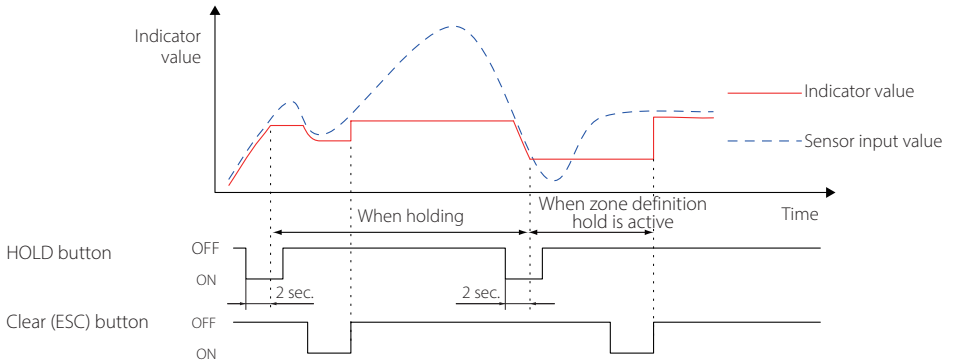 Indicator
value
Indicator value
Sensor input value
When holding
When zone definition
hold is active
Time
HOLD button
OFF
ON
2 sec.
2 sec.
Clear (ESC) button
OFF
ON